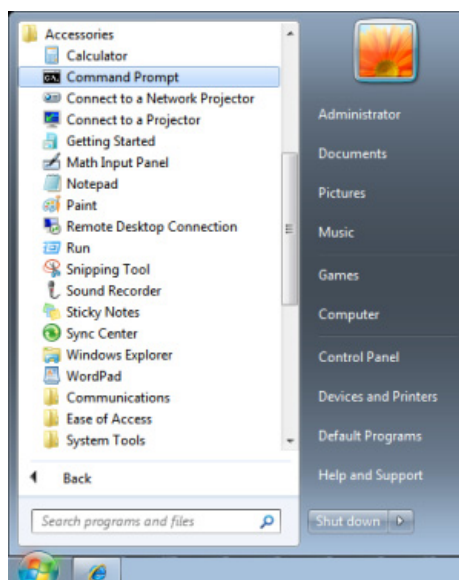 Accessories
Calculator
Command Prompt
Connect to a Network Projector
Connect to a Projector
Getting Started
Math Input Panel
Notepad
Paint
Remote Desktop Connection
Run
Snipping Tool
Sound Recorder
Sticky Notes
Sync Center
Windows Explorer
WordPad
Communications
Ease of Access
System Tools
Back
Search programs and files
Administrator
Documents
Pictures
Music
Games
Computer
Control Panel
Devices and Printers
Default Programs
Help and Support
Shut down